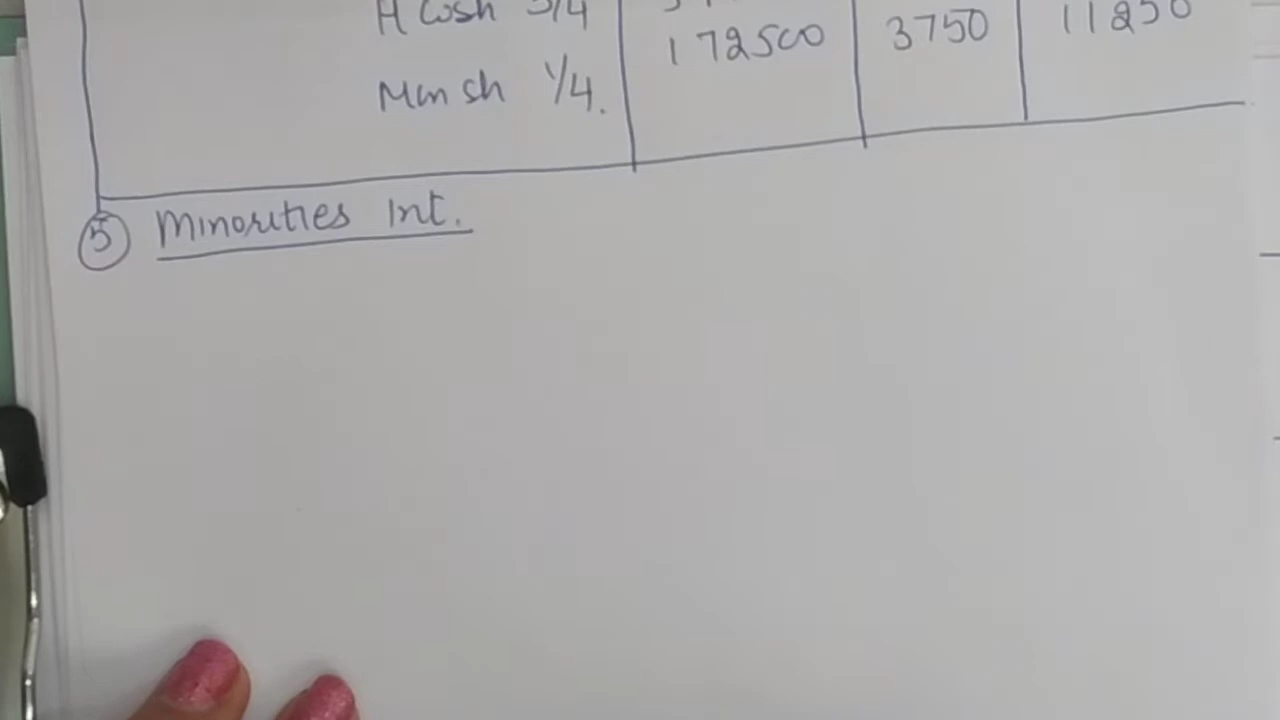 H Cosh 3/4
172500 3750 11250
Min sh 1/4.
5 Minorities Int.